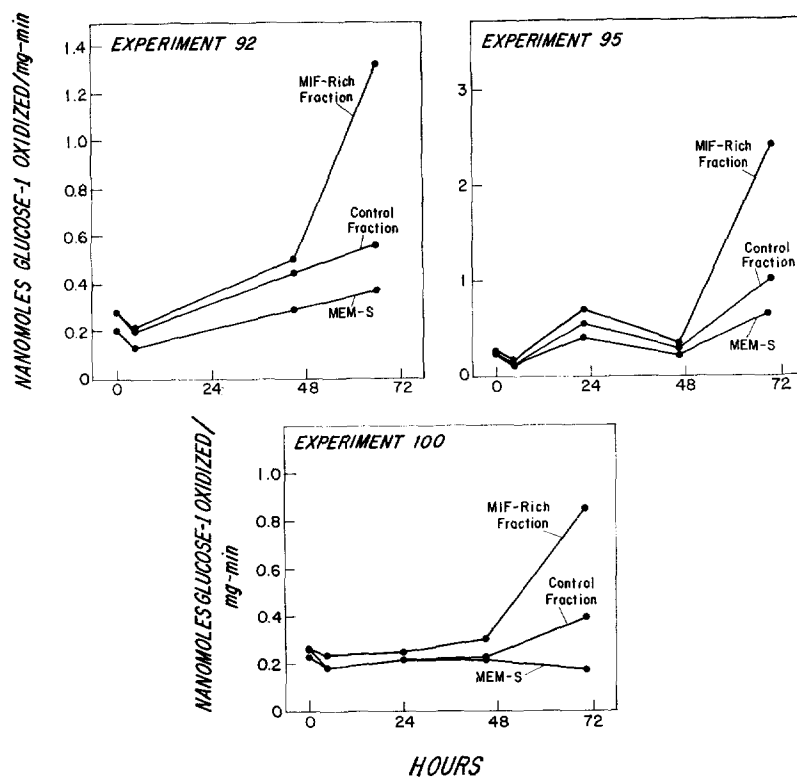 NANOMOLES GLUCOSE-1 OXIDIZED/mg-min
EXPERIMENT 92
1.4
1.2
1.0
0.8
0.6
0.4
0.2
0
MIF-Rich
Fraction
Control
Fraction
MEM-S
0
24
48
72
EXPERIMENT 95
3
2
1
0
MIF-Rich
Fraction
Control
Fraction
MEM-S
0
24
48
72
NANOMOLES GLUCOSE-1 OXIDIZED/
mg-min
EXPERIMENT 100
1.0
0.8
0.6
0.4
0.2
0
MIF-Rich
Fraction
Control
Fraction
MEM-S
0
24
48
72
HOURS